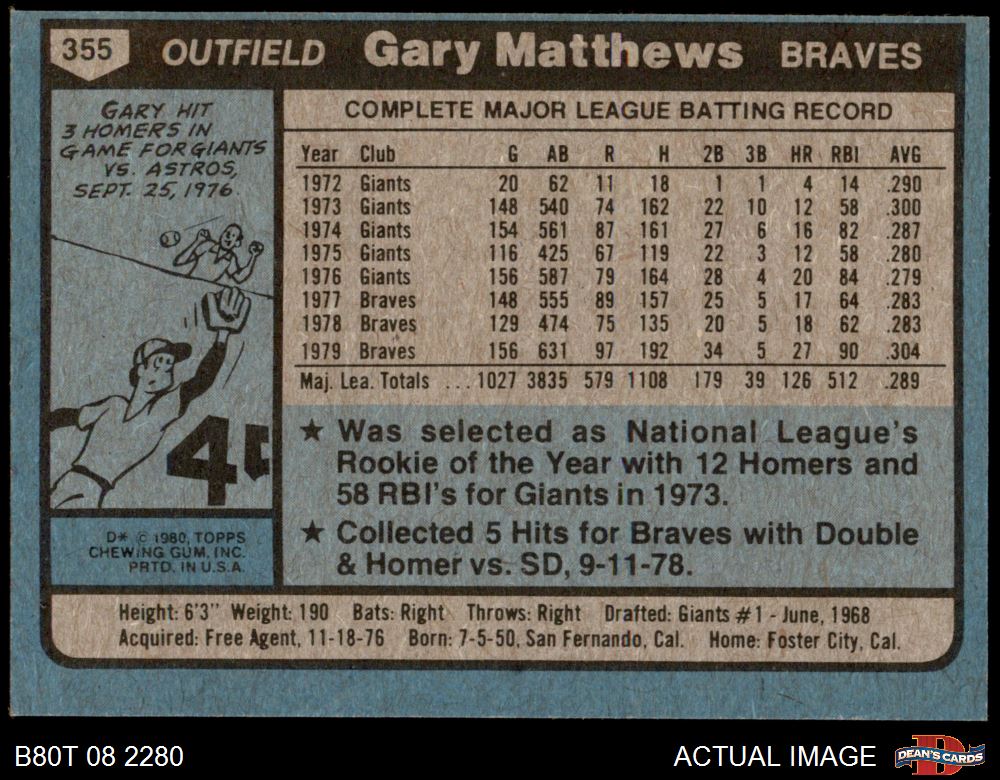 355 OUTFIELD Gary Matthews BRAVES
GARY HIT
3 HOMERS IN
GAME FOR GIANTS
VS. ASTROS,
SEPT. 25, 1976.
4
D* © 1980, TOPPS
CHEWING GUM, INC.
PRTD. IN U.S.A.
COMPLETE MAJOR LEAGUE BATTING RECORD
Year Club G AB R H 2B 3B HR RBI AVG
1972 Giants 20 62 11 18 1 1 4 14 .290
1973 Giants 148 540 74 162 22 10 12 58 .300
1974 Giants 154 561 87 161 27 6 16 82 .287
1975 Giants 116 425 67 119 22 3 12 58 .280
1976 Giants 156 587 79 164 28 4 20 84 .279
1977 Braves 148 555 89 157 25 5 17 64 .283
1978 Braves 129 474 75 135 20 5 18 62 .283
1979 Braves 156 631 97 192 34 5 27 90 .304
Maj. Lea. Totals ... 1027 3835 579 1108 179 39 126 512 .289
★ Was selected as National League's
Rookie of the Year with 12 Homers and
58 RBI's for Giants in 1973.
★ Collected 5 Hits for Braves with Double
& Homer vs. SD, 9-11-78.
Height: 6'3" Weight: 190 Bats: Right Throws: Right Drafted: Giants #1 - June, 1968
Acquired: Free Agent, 11-18-76 Born: 7-5-50, San Fernando, Cal. Home: Foster City, Cal.
B80T 08 2280 ACTUAL IMAGE D DEAN'S CARDS